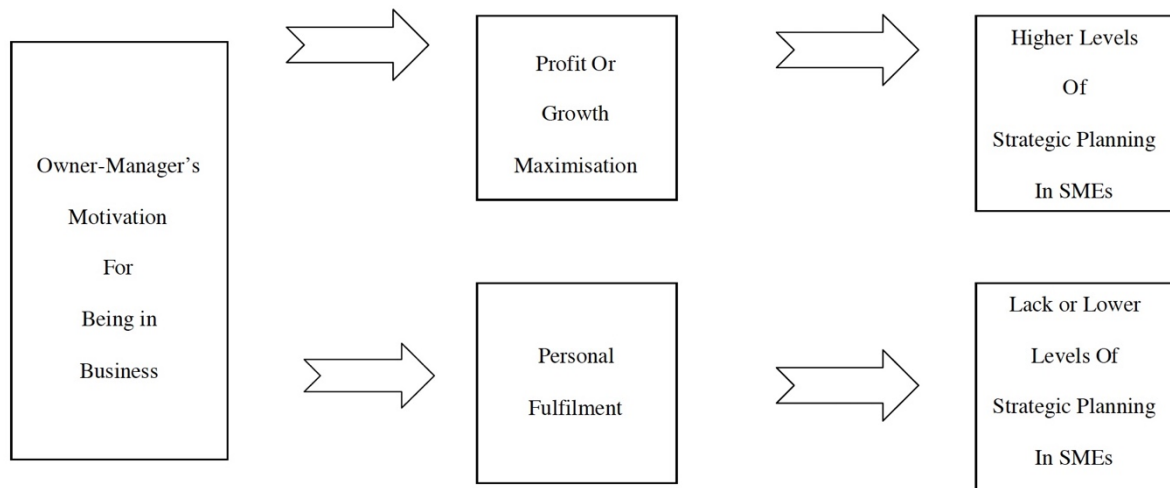 Owner-Manager's
Motivation
For
Being in
Business
Profit Or
Growth
Maximisation
Higher Levels
Of
Strategic Planning
In SMEs
Personal
Fulfilment
Lack or Lower
Levels Of
Strategic Planning
In SMEs